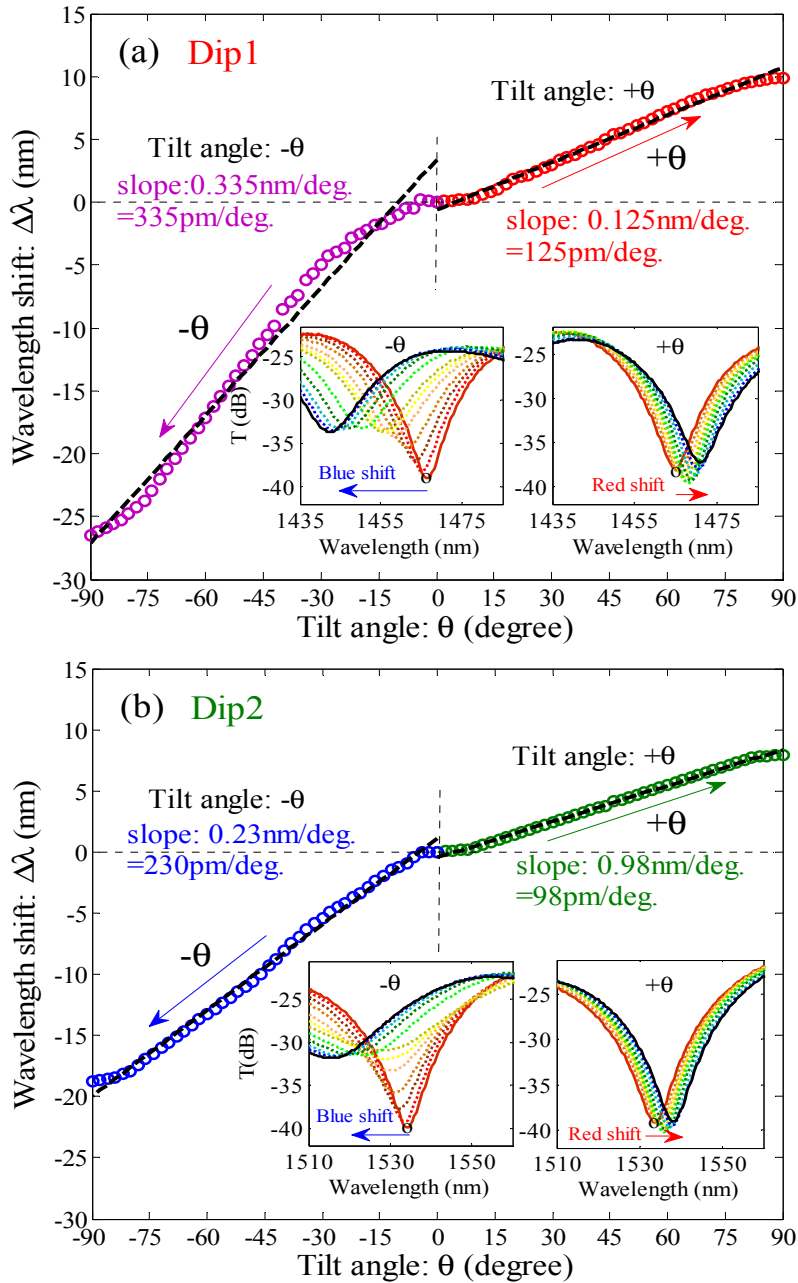 (a) Dip1
Tilt angle: +θ
+θ
Tilt angle: -θ
slope:0.335nm/deg.
=335pm/deg.
slope: 0.125nm/deg.
=125pm/deg.
-θ
Wavelength shift: Δλ (nm)
15
10
5
0
-5
-10
-15
-20
-25
-30
-θ
T (dB)
-25
-30
-35
-40
Blue shift
1435 1455 1475
Wavelength (nm)
+θ
-25
-30
-35
-40
Red shift
1435 1455 1475
Wavelength (nm)
-90 -75 -60 -45 -30 -15 0 15 30 45 60 75 90
Tilt angle: θ (degree)
(b) Dip2
Tilt angle: +θ
+θ
Tilt angle: -θ
slope: 0.23nm/deg.
=230pm/deg.
slope: 0.98nm/deg.
=98pm/deg.
-θ
Wavelength shift: Δλ (nm)
15
10
5
0
-5
-10
-15
-20
-25
-30
-θ
T(dB)
-25
-31
-35
-40
Blue shift
1510 1530 1550
Wavelength (nm)
+θ
-25
-30
-35
-40
Red shift
1510 1530 1550
Wavelength (nm)
-90 -75 -60 -45 -30 -15 0 15 30 45 60 75 90
Tilt angle: θ (degree)